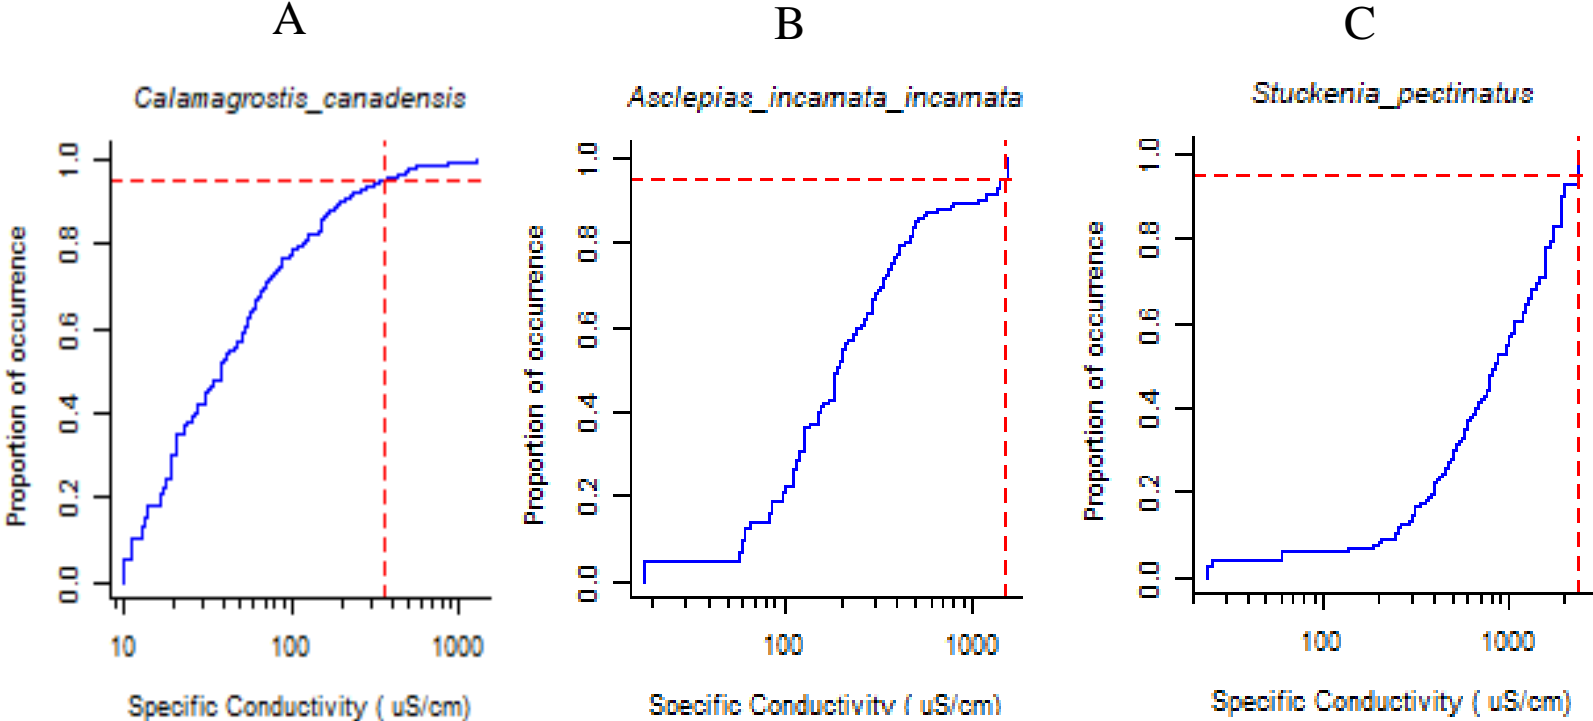 A
B
C
Calamagrostis_canadensis
Asclepias_incarnata_incarnata
Stuckenia_pectinatus
Proportion of occurrence
0.0
0.2
0.4
0.6
0.8
1.0
10
100
1000
Specific Conductivity ( uS/cm)
Proportion of occurrence
0.0
0.2
0.4
0.6
0.8
1.0
100
1000
Specific Conductivity ( uS/cm)
Proportion of occurrence
0.0
0.2
0.4
0.6
0.8
1.0
100
1000
Specific Conductivity ( uS/cm)